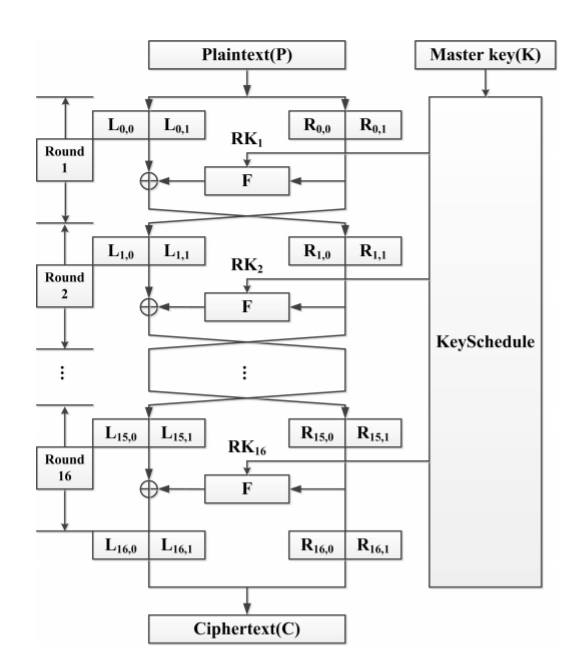 Plaintext(P) Master key(K)
L0,0 L0,1 R0,0 R0,1
Round
1
RK1
F
L1,0 L1,1 R1,0 R1,1
Round
2
RK2
F
KeySchedule
⋮ ⋮
L15,0 L15,1 R15,0 R15,1
Round
16
RK16
F
L16,0 L16,1 R16,0 R16,1
Ciphertext(C)